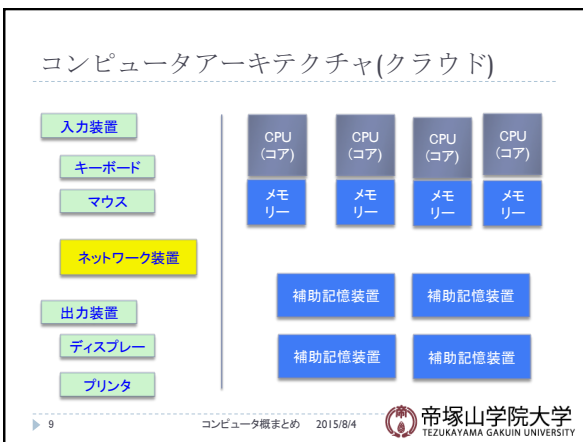 コンピュータアーキテクチャ(クラウド)
入力装置
キーボード
マウス
ネットワーク装置
出力装置
ディスプレー
プリンタ
CPU
(コア)
CPU
(コア)
CPU
(コア)
CPU
(コア)
メモ
リー
メモ
リー
メモ
リー
メモ
リー
補助記憶装置
補助記憶装置
補助記憶装置
補助記憶装置
9
コンピュータ概まとめ 2015/8/4
帝塚山学院大学
TEZUKAYAMA GAKUIN UNIVERSITY